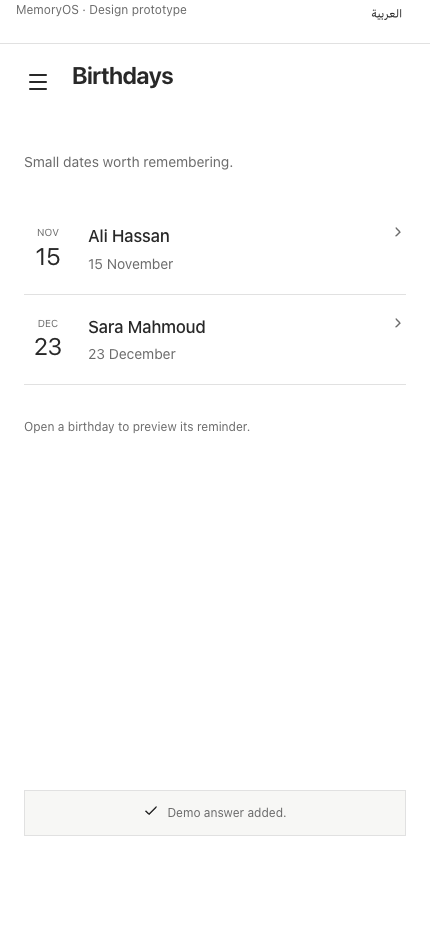 MemoryOS · Design prototype
العربية
Birthdays
Small dates worth remembering.
NOV
15
Ali Hassan
15 November
DEC
23
Sara Mahmoud
23 December
Open a birthday to preview its reminder.
Demo answer added.